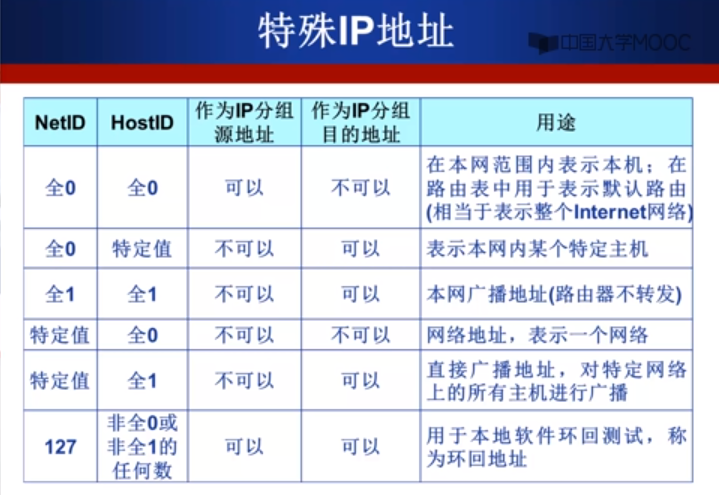 特殊IP地址
中国大学MOOC
NetID HostID 作为IP分组源地址 作为IP分组目的地址 用途
全0 全0 可以 不可以 在本网范围内表示本机；在路由表中用于表示默认路由(相当于表示整个Internet网络)
全0 特定值 不可以 可以 表示本网内某个特定主机
全1 全1 不可以 可以 本网广播地址(路由器不转发)
特定值 全0 不可以 不可以 网络地址，表示一个网络
特定值 全1 不可以 可以 直接广播地址，对特定网络上的所有主机进行广播
127 非全0或非全1的任何数 可以 可以 用于本地软件环回测试，称为环回地址